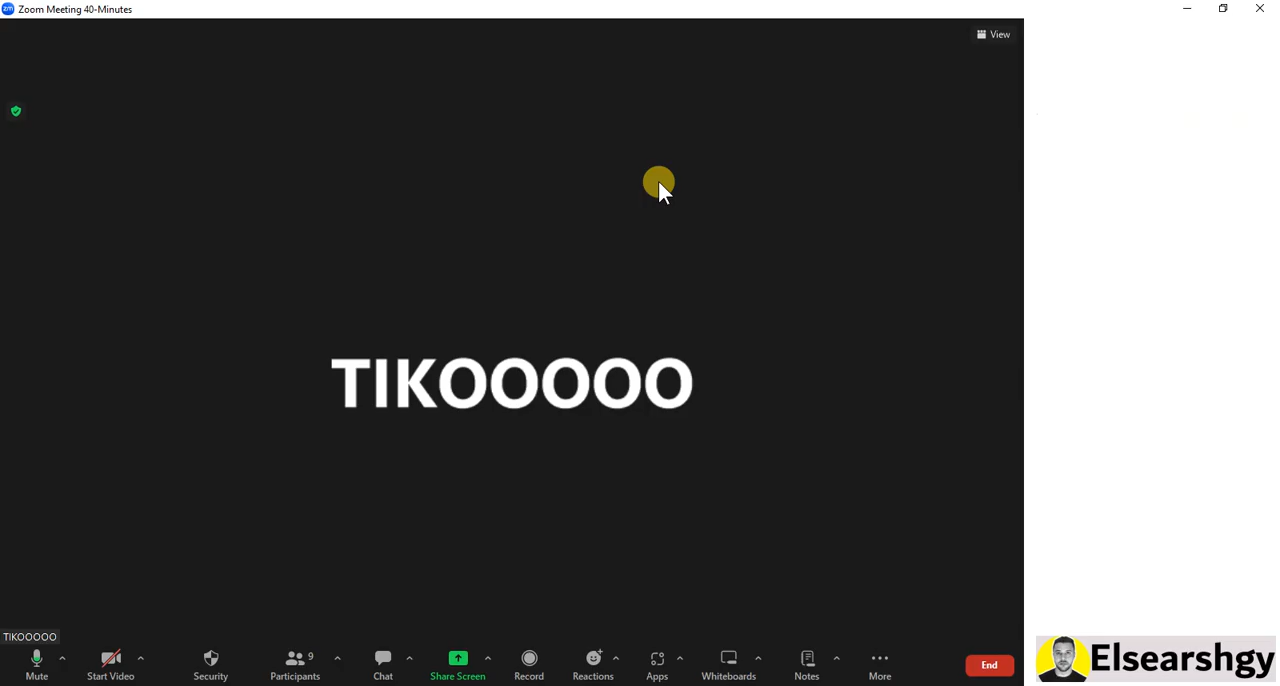 zm Zoom Meeting 40-Minutes
View
TIKOOOOO
TIKOOOOO
Mute
Start Video
Security
9
Participants
Chat
Share Screen
Record
Reactions
Apps
Whiteboards
Notes
More
End
Elsearshgy